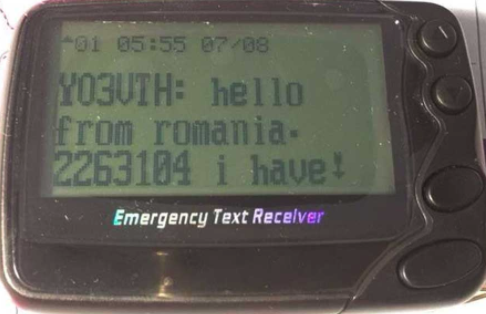 01 05:55 07/08
YO3VTH: hello
from romania.
2263104 i have
Emergency Text Receiver